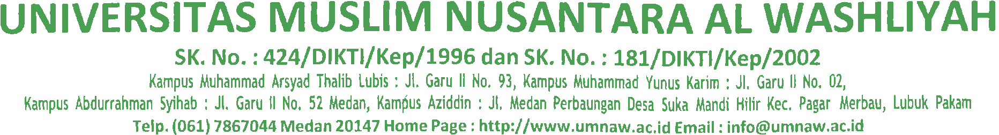 UNIVERSITAS MUSLIM NUSANTARA AL WASHLIYAH
SK. No. : 424/DIKTI/Kep/1996 dan SK. No. : 181/DIKTI/Kep/2002
Kampus Muhammad Arsyad Thalib Lubis : Jl. Garu II No. 93, Kampus Muhammad Yunus Karim : Jl. Garu II No. 02,
Kampus Abdurrahman Syihab : Jl. Garu II No. 52 Medan, Kampus Aziddin : Jl. Medan Perbaungan Desa Suka Mandi Hilir Kec. Pagar Merbau, Lubuk Pakam
Telp. (061) 7867044 Medan 20147 Home Page : http://www.umnaw.ac.id Email : info@umnaw.ac.id